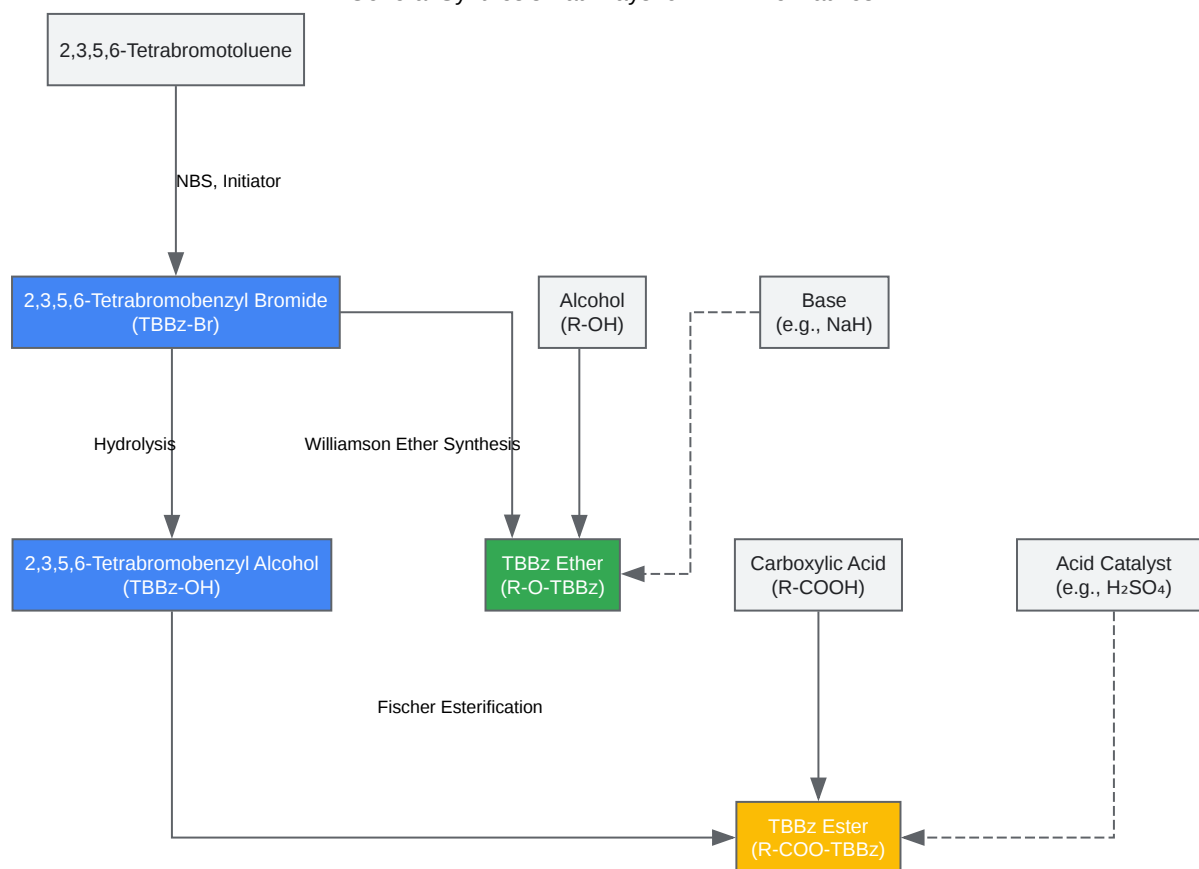 2,3,5,6-Tetrabromotoluene
NBS, Initiator
2,3,5,6-Tetrabromobenzyl Bromide
(TBBz-Br)
Alcohol
(R-OH)
Base
(e.g., NaH)
Hydrolysis
Williamson Ether Synthesis
2,3,5,6-Tetrabromobenzyl Alcohol
(TBBz-OH)
TBBz Ether
(R-O-TBBz)
Carboxylic Acid
(R-COOH)
Acid Catalyst
(e.g., H₂SO₄)
Fischer Esterification
TBBz Ester
(R-COO-TBBz)